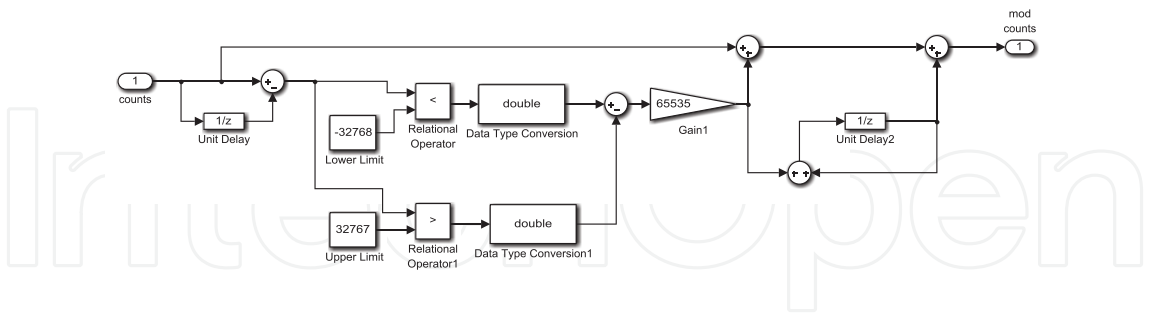 mod
counts
1
1
counts
1/z
Unit Delay
<
Relational
Operator
-32768
Lower Limit
double
Data Type Conversion
65535
Gain1
1/z
Unit Delay2
32767
Upper Limit
>
Relational
Operator1
double
Data Type Conversion1
IntechOpen